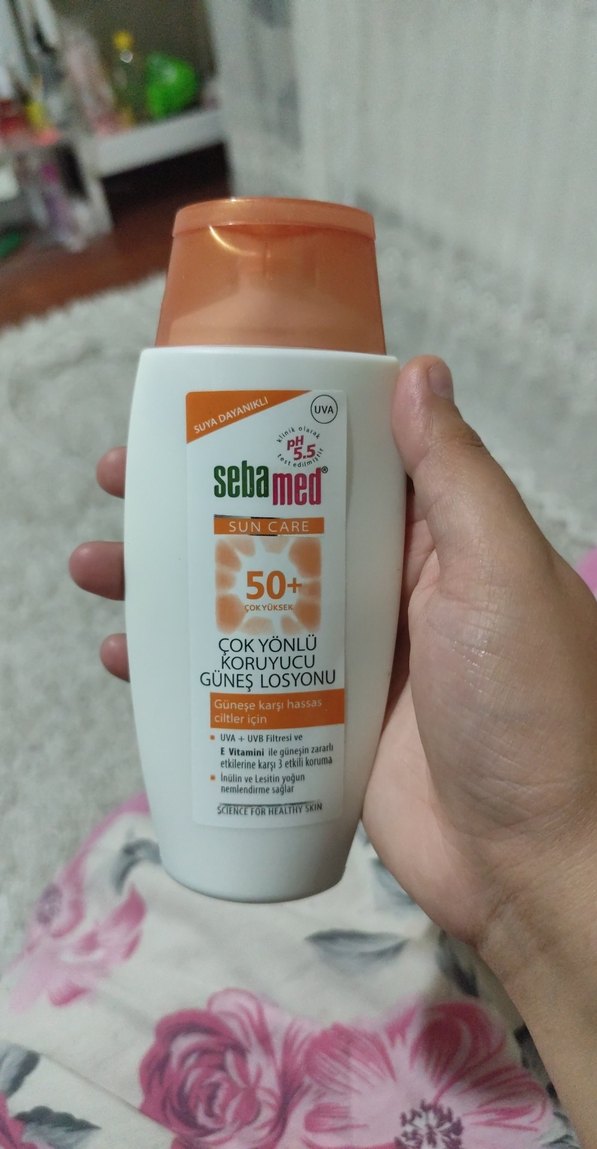 SUYA DAYANIKLI
UVA
klinik olarak
pH
5.5
test edilmiştir
sebamed®
SUN CARE
50+
ÇOK YÜKSEK
ÇOK YÖNLÜ
KORUYUCU
GÜNEŞ LOSYONU
Güneşe karşı hassas
ciltler için
UVA + UVB Filtresi ve
E Vitamini ile güneşin zararlı
etkilerine karşı 3 etkili koruma
İnülin ve Lesitin yoğun
nemlendirme sağlar
SCIENCE FOR HEALTHY SKIN